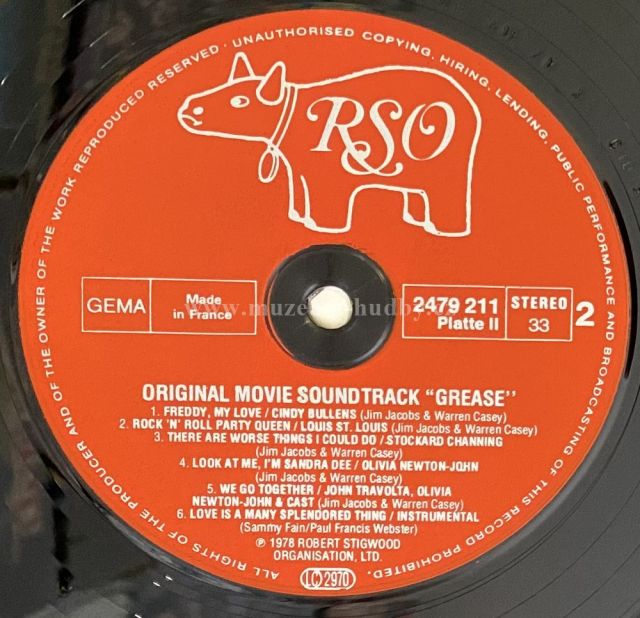 ALL RIGHTS OF THE PRODUCER AND OF THE OWNER OF THE WORK REPRODUCED RESERVED · UNAUTHORISED COPYING, HIRING, LENDING, PUBLIC PERFORMANCE AND BROADCASTING OF THIS RECORD PROHIBITED.
RSO
GEMA
Made
in France
2479 211
Platte II
STEREO
33
2
ORIGINAL MOVIE SOUNDTRACK “GREASE”
1. FREDDY, MY LOVE / CINDY BULLENS (Jim Jacobs & Warren Casey)
2. ROCK 'N' ROLL PARTY QUEEN / LOUIS ST. LOUIS (Jim Jacobs & Warren Casey)
3. THERE ARE WORSE THINGS I COULD DO / STOCKARD CHANNING
(Jim Jacobs & Warren Casey)
4. LOOK AT ME, I'M SANDRA DEE / OLIVIA NEWTON-JOHN
(Jim Jacobs & Warren Casey)
5. WE GO TOGETHER / JOHN TRAVOLTA, OLIVIA
NEWTON-JOHN & CAST (Jim Jacobs & Warren Casey)
6. LOVE IS A MANY SPLENDORED THING / INSTRUMENTAL
(Sammy Fain/Paul Francis Webster)
℗ 1978 ROBERT STIGWOOD
ORGANISATION, LTD.
LC 2970